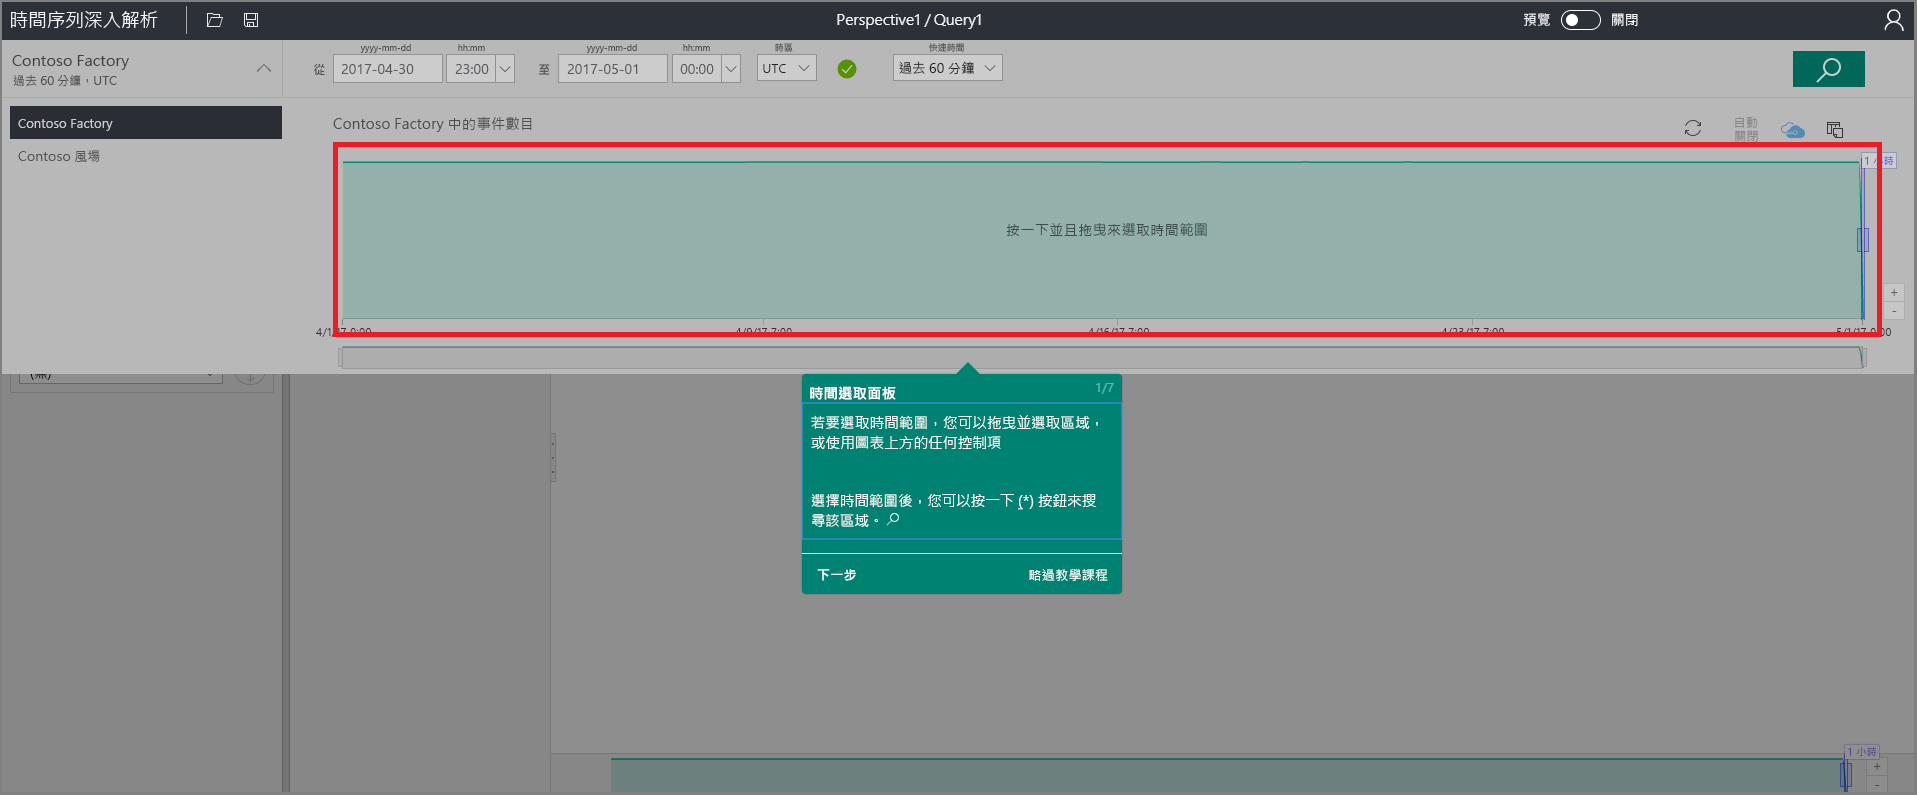 時間序列深入解析
Perspective1 / Query1
預覽 關閉
Contoso Factory
過去 60 分鐘，UTC
Contoso Factory
Contoso 風場
yyyy-mm-dd hh:mm yyyy-mm-dd hh:mm 時區 快速時間
從 2017-04-30 23:00 至 2017-05-01 00:00 UTC 過去 60 分鐘
Contoso Factory 中的事件數目
自動
關閉
1 小時
按一下並且拖曳來選取時間範圍
+
-
4/1/17 0:00 4/9/17 7:00 4/16/17 7:00 4/23/17 7:00 5/1/17 0:00
(無)
時間選取面板 1/7
若要選取時間範圍，您可以拖曳並選取區域，
或使用圖表上方的任何控制項
選擇時間範圍後，您可以按一下 (*) 按鈕來搜
尋該區域。
下一步 略過教學課程
1 小時
+
-